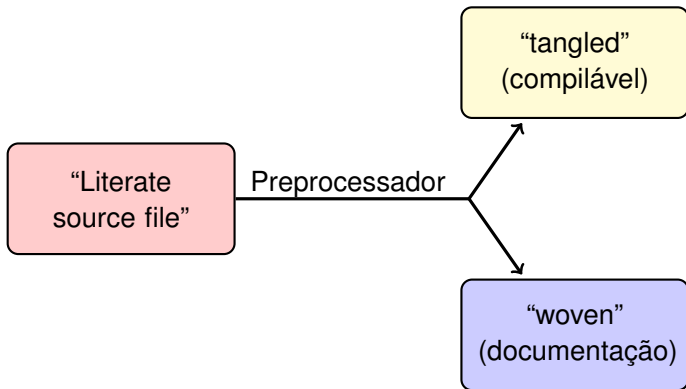 “Literate
source file”
Preprocessador
“tangled”
(compilável)
“woven”
(documentação)